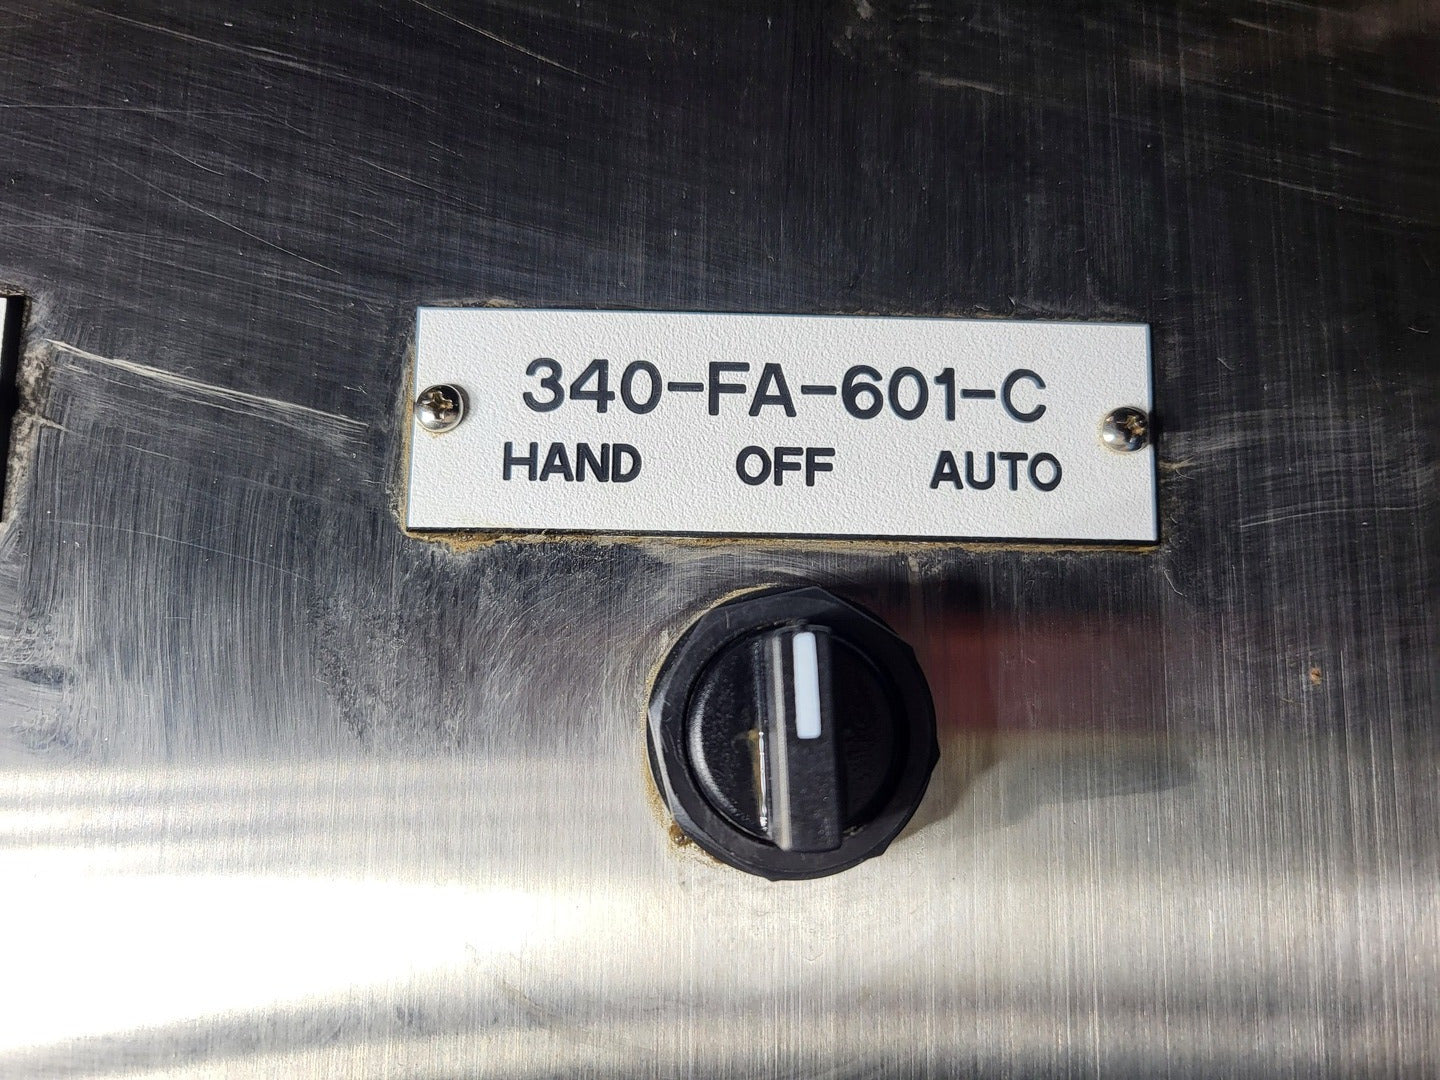 340-FA-601-C
HAND OFF AUTO